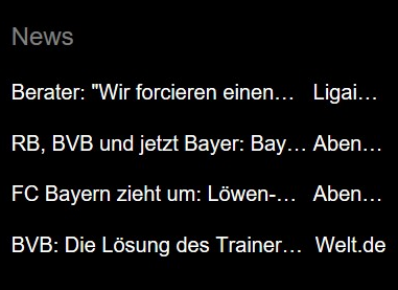 News
Berater: "Wir forcieren einen... Ligai...
RB, BVB und jetzt Bayer: Bay... Aben...
FC Bayern zieht um: Löwen-... Aben...
BVB: Die Lösung des Trainer... Welt.de